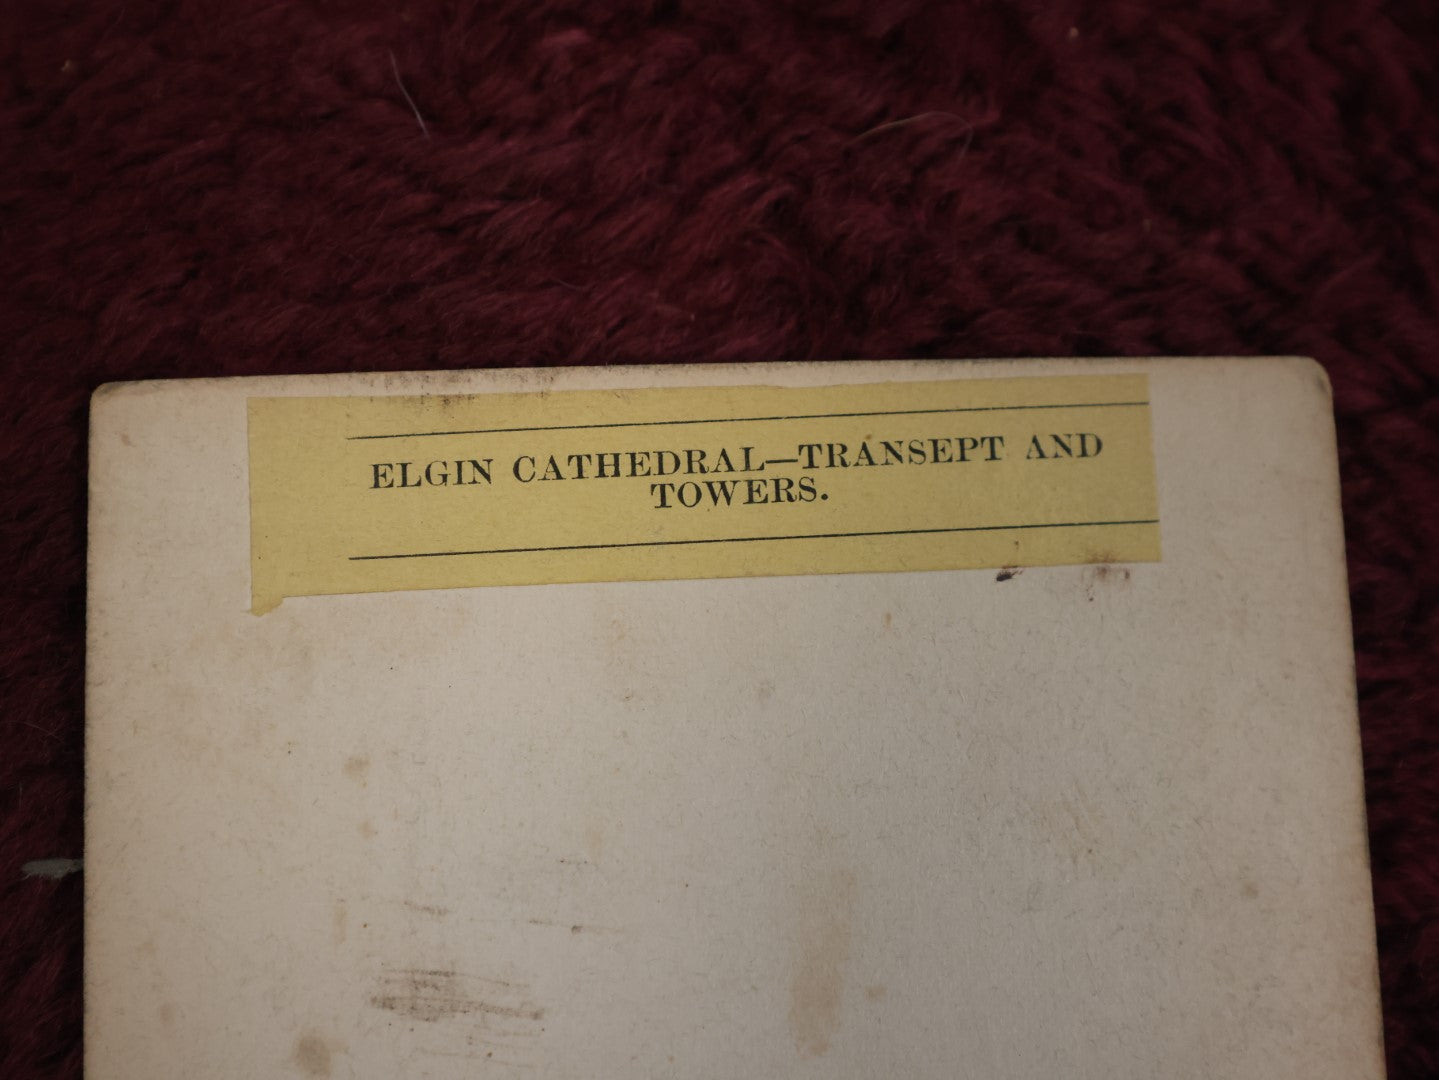 ELGIN CATHEDRAL—TRANSEPT AND
TOWERS.